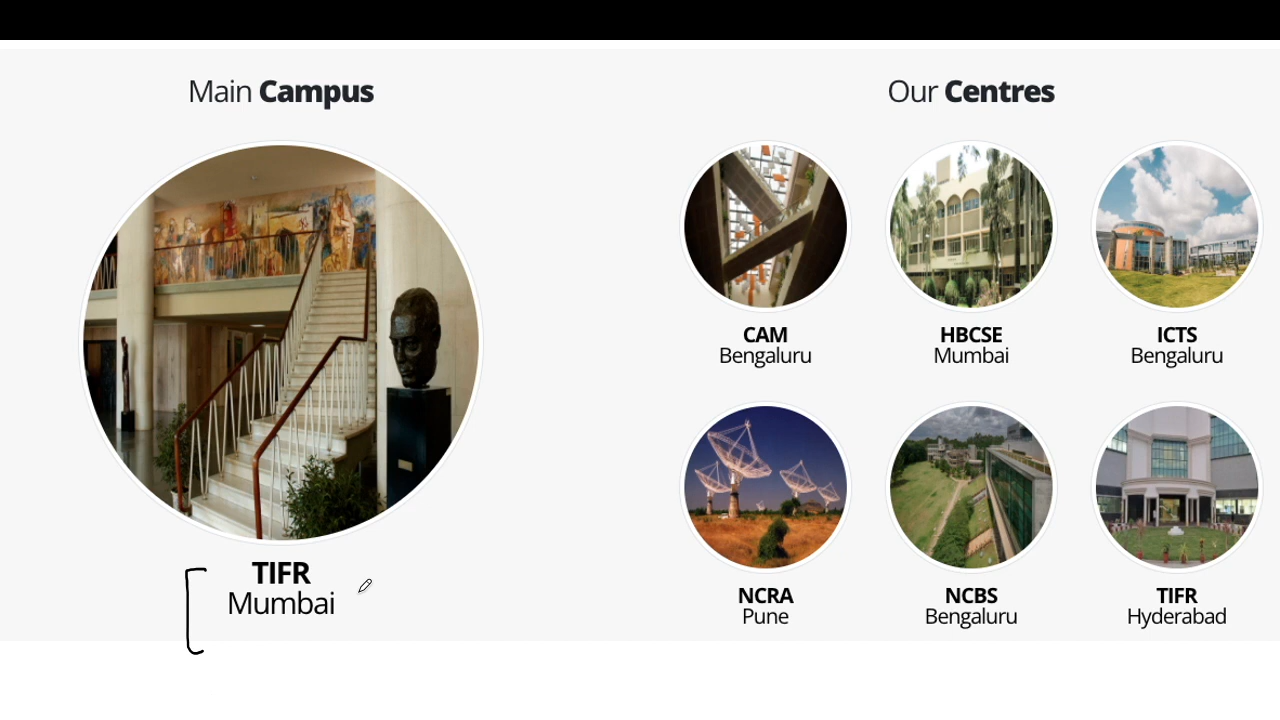 Main Campus
TIFR
Mumbai
Our Centres
CAM
Bengaluru
HBCSE
Mumbai
ICTS
Bengaluru
NCRA
Pune
NCBS
Bengaluru
TIFR
Hyderabad